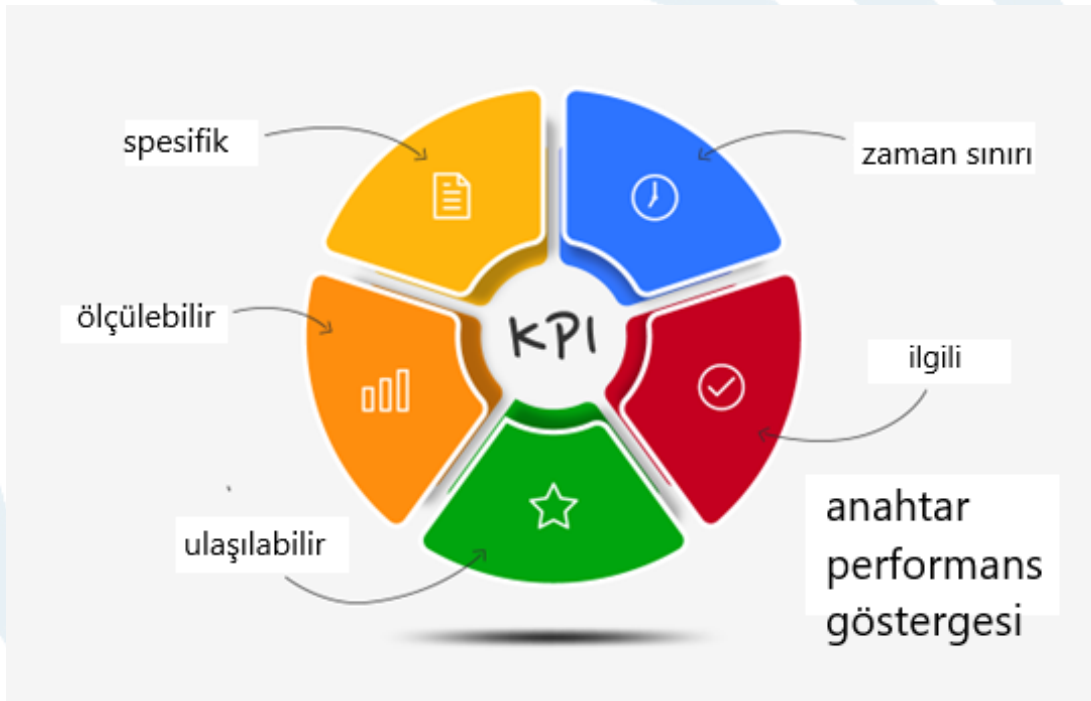 spesifik
zaman sınırı
ölçülebilir
KPI
ilgili
ulaşılabilir
anahtar
performans
göstergesi